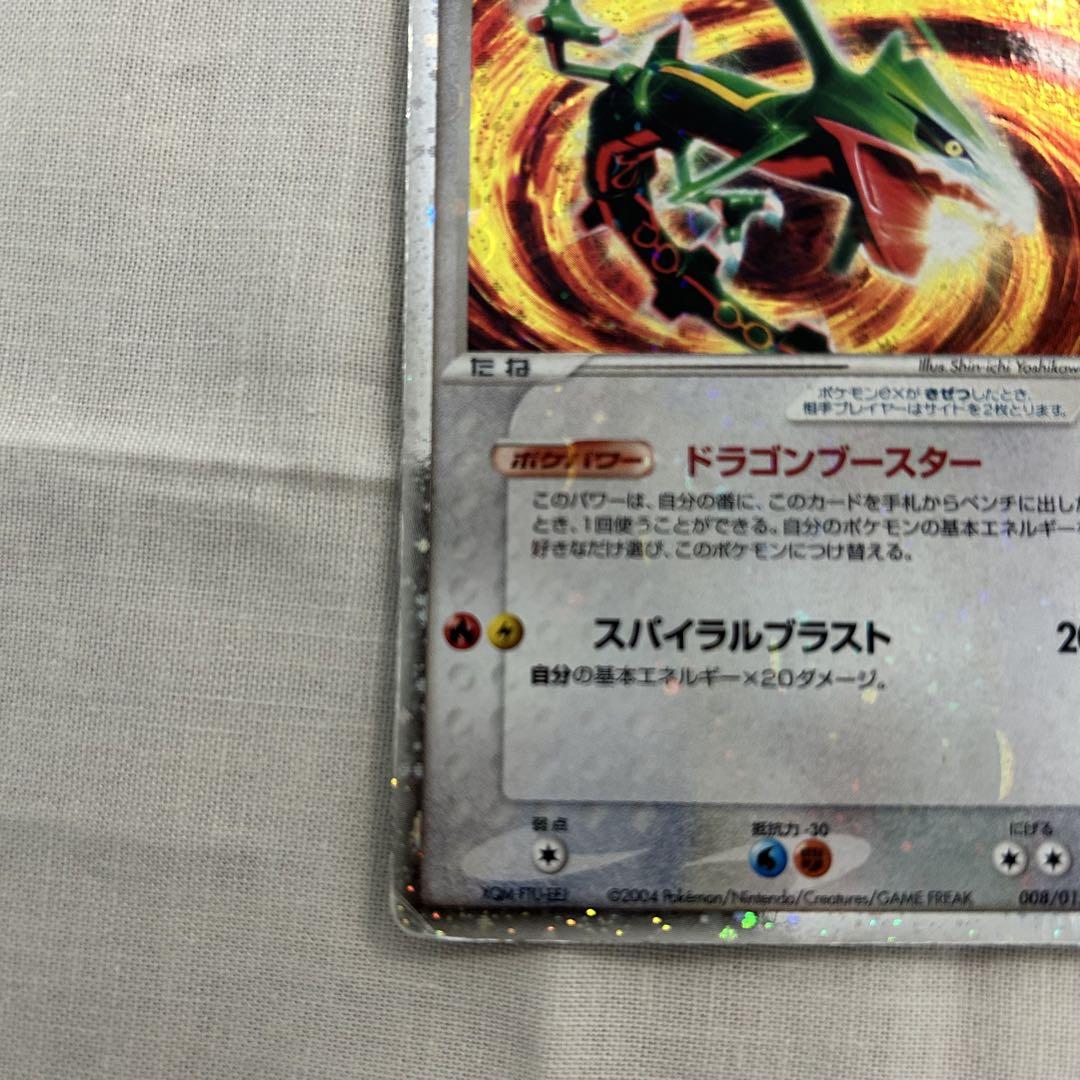 たね
Illus. Shin-ichi Yoshikaw
ポケモンexが きぜつしたとき、
相手プレイヤーはサイドを2枚とります。
ポケパワー ドラゴンブースター
このパワーは、自分の番に、このカードを手札からベンチに出した
とき、1回使うことができる。自分のポケモンの基本エネルギーを
好きなだけ選び、このポケモンにつけ替える。
スパイラルブラスト 20
自分の基本エネルギー×20ダメージ。
弱点 抵抗力 -30 にげる
©2004 Pokémon/Nintendo/Creatures/GAME FREAK 008/01